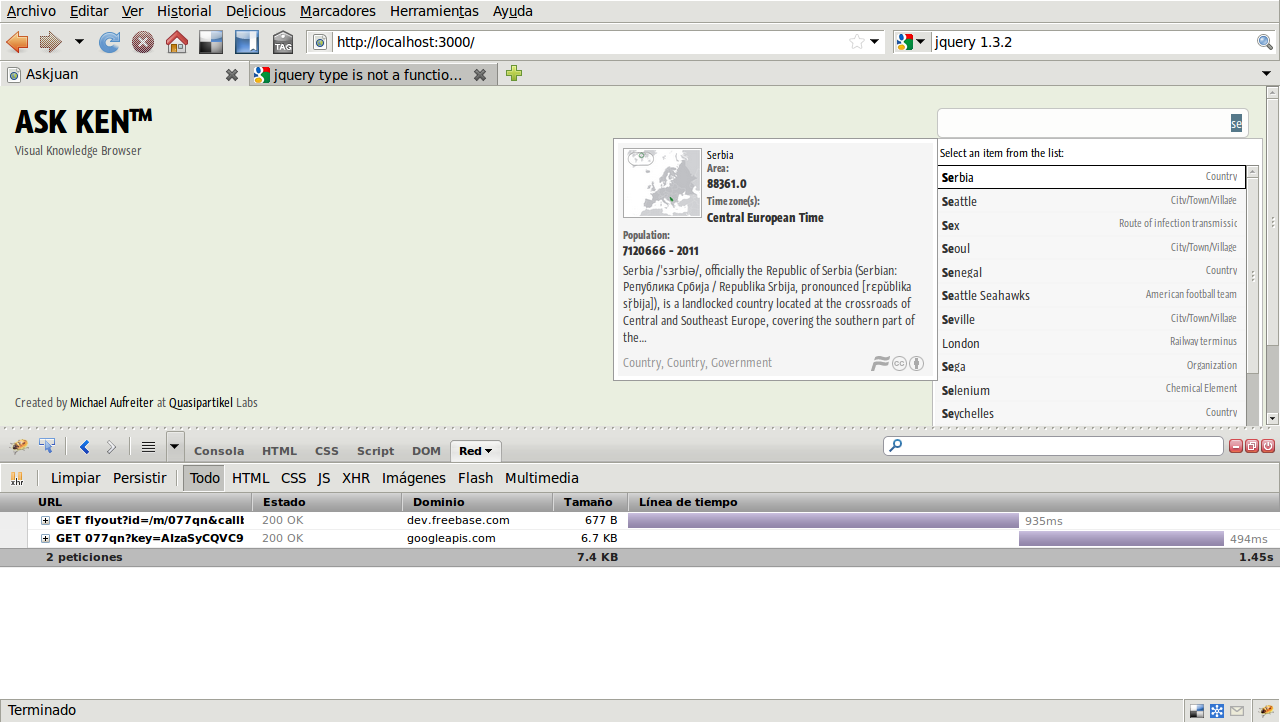 Archivo Editar Ver Historial Delicious Marcadores Herramientas Ayuda
TAG
http://localhost:3000/
jquery 1.3.2
Askjuan
jquery type is not a functio...
ASK KEN™
Visual Knowledge Browser
se
Serbia
Area:
88361.0
Time zone(s):
Central European Time
Population:
7120666 - 2011
Serbia /'sɜrbiə/, officially the Republic of Serbia (Serbian:
Република Србија / Republika Srbija, pronounced [rɛpǔblika
sr̩̂bija]), is a landlocked country located at the crossroads of
Central and Southeast Europe, covering the southern part of
the...
Country, Country, Government
cc
Select an item from the list:
Serbia Country
Seattle City/Town/Village
Sex Route of infection transmissic
Seoul City/Town/Village
Senegal Country
Seattle Seahawks American football team
Seville City/Town/Village
London Railway terminus
Sega Organization
Selenium Chemical Element
Seychelles Country
Created by Michael Aufreiter at Quasipartikel Labs
Consola HTML CSS Script DOM Red
xhr
Limpiar Persistir Todo HTML CSS JS XHR Imágenes Flash Multimedia
URL Estado Dominio Tamaño Línea de tiempo
GET flyout?id=/m/077qn&callb 200 OK dev.freebase.com 677 B 935ms
GET 077qn?key=AIzaSyCQVC9 200 OK googleapis.com 6.7 KB 494ms
2 peticiones 7.4 KB 1.45s
Terminado